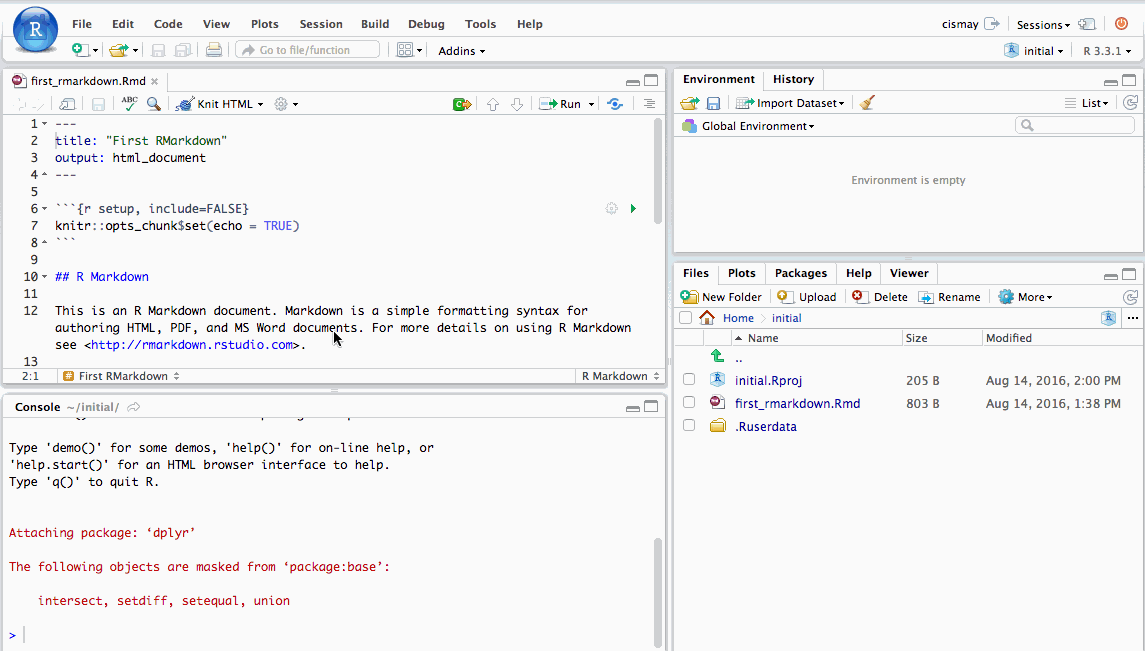 File Edit Code View Plots Session Build Debug Tools Help
cismay Sessions
Go to file/function Addins
initial R 3.3.1
first_rmarkdown.Rmd
ABC Knit HTML Run
1 ---
2 title: "First RMarkdown"
3 output: html_document
4 ---
5
6 ```{r setup, include=FALSE}
7 knitr::opts_chunk$set(echo = TRUE)
8 ```
9
10 ## R Markdown
11
12 This is an R Markdown document. Markdown is a simple formatting syntax for
authoring HTML, PDF, and MS Word documents. For more details on using R Markdown
see <http://rmarkdown.rstudio.com>.
13
2:1 # First RMarkdown R Markdown
Console ~/initial/
Type 'demo()' for some demos, 'help()' for on-line help, or
'help.start()' for an HTML browser interface to help.
Type 'q()' to quit R.
Attaching package: ‘dplyr’
The following objects are masked from ‘package:base’:
intersect, setdiff, setequal, union
>
Environment History
Import Dataset List
Global Environment
Environment is empty
Files Plots Packages Help Viewer
New Folder Upload Delete Rename More
Home initial ...
Name Size Modified
..
initial.Rproj 205 B Aug 14, 2016, 2:00 PM
first_rmarkdown.Rmd 803 B Aug 14, 2016, 1:38 PM
.Ruserdata